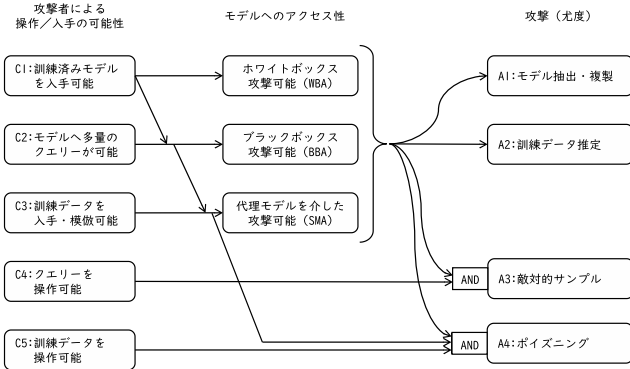 攻撃者による
操作／入手の可能性
モデルへのアクセス性
攻撃（尤度）
C1:訓練済みモデル
を入手可能
ホワイトボックス
攻撃可能（WBA）
A1:モデル抽出・複製
C2:モデルへ多量の
クエリーが可能
ブラックボックス
攻撃可能（BBA）
A2:訓練データ推定
C3:訓練データを
入手・模倣可能
代理モデルを介した
攻撃可能（SMA）
C4:クエリーを
操作可能
AND
A3:敵対的サンプル
C5:訓練データを
操作可能
AND
A4:ポイズニング